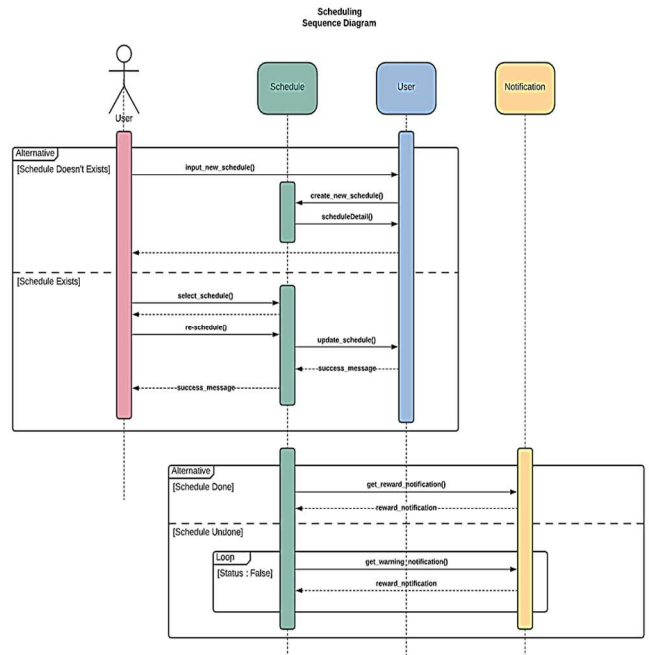 Scheduling
Sequence Diagram
User
Schedule
User
Notification
Alternative
[Schedule Doesn't Exists]
input_new_schedule()
create_new_schedule()
scheduleDetail()
[Schedule Exists]
select_schedule()
re-schedule()
update_schedule()
success_message
success_message
Alternative
[Schedule Done]
get_reward_notification()
reward_notification
[Schedule Undone]
Loop
[Status : False]
get_warning_notification()
reward_notification